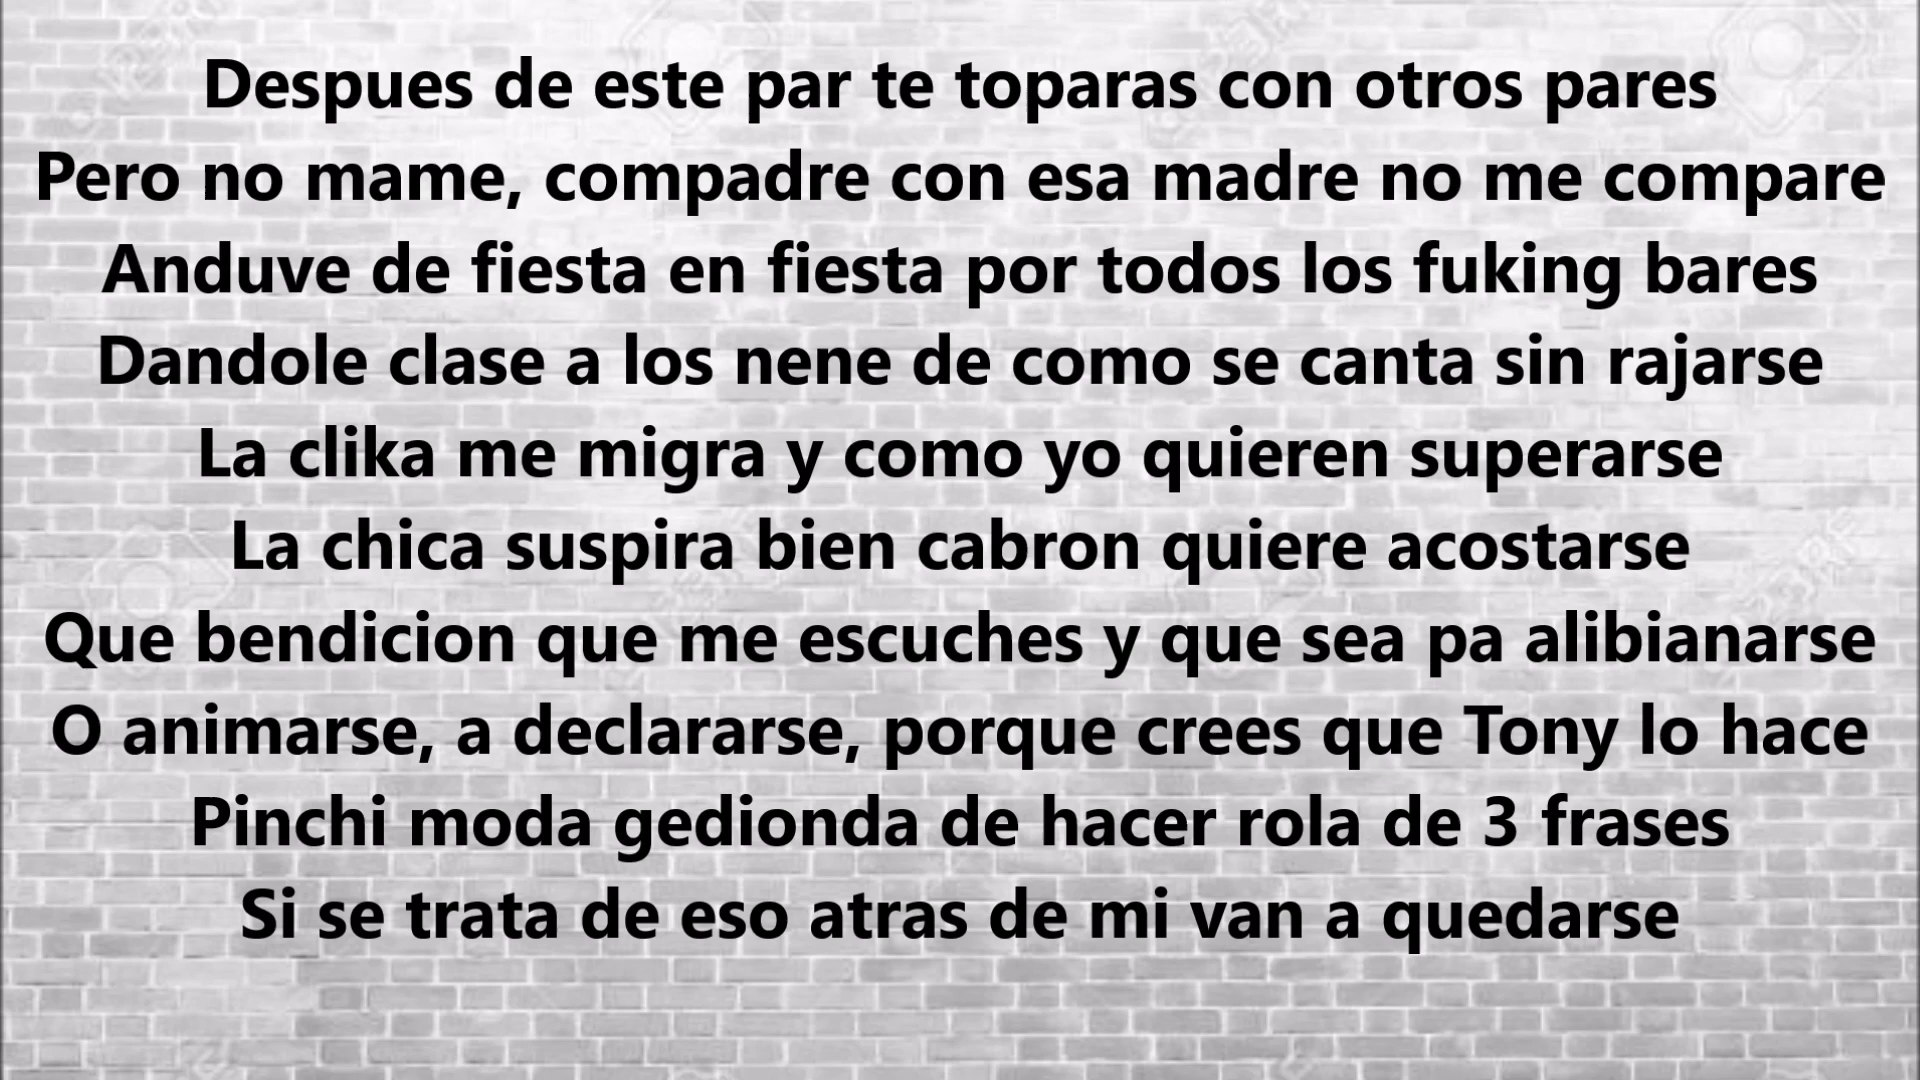 Despues de este par te toparas con otros pares
Pero no mame, compadre con esa madre no me compare
Anduve de fiesta en fiesta por todos los fuking bares
Dandole clase a los nene de como se canta sin rajarse
La clika me migra y como yo quieren superarse
La chica suspira bien cabron quiere acostarse
Que bendicion que me escuches y que sea pa alibianarse
O animarse, a declararse, porque crees que Tony lo hace
Pinchi moda gedionda de hacer rola de 3 frases
Si se trata de eso atras de mi van a quedarse